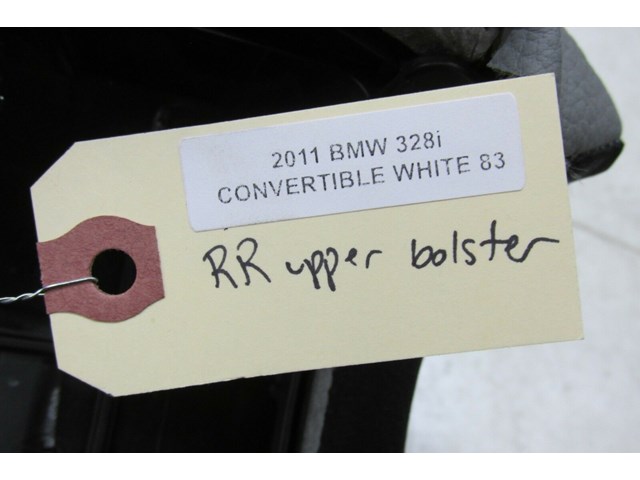 2011 BMW 328i
CONVERTIBLE WHITE 83
RR upper bolster